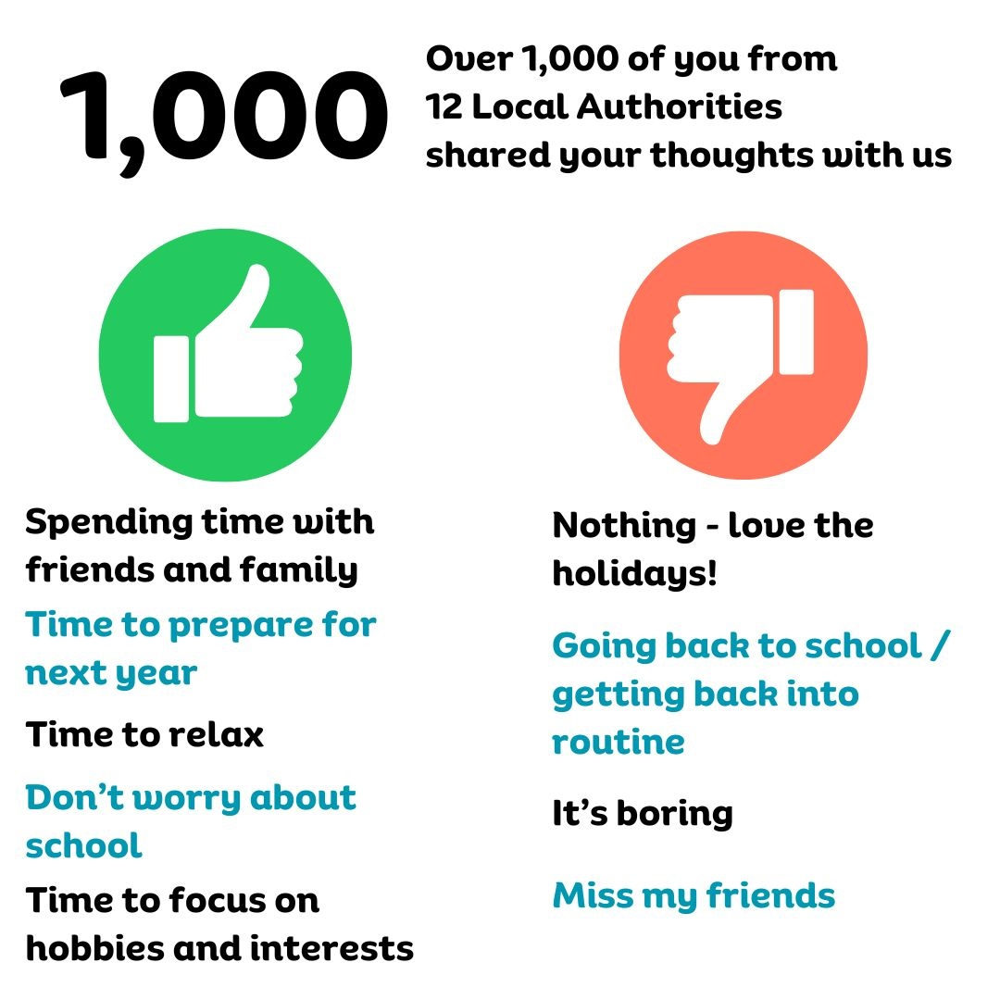 1,000
Over 1,000 of you from
12 Local Authorities
shared your thoughts with us
Spending time with
friends and family
Time to prepare for
next year
Time to relax
Don’t worry about
school
Time to focus on
hobbies and interests
Nothing - love the
holidays!
Going back to school /
getting back into
routine
It’s boring
Miss my friends